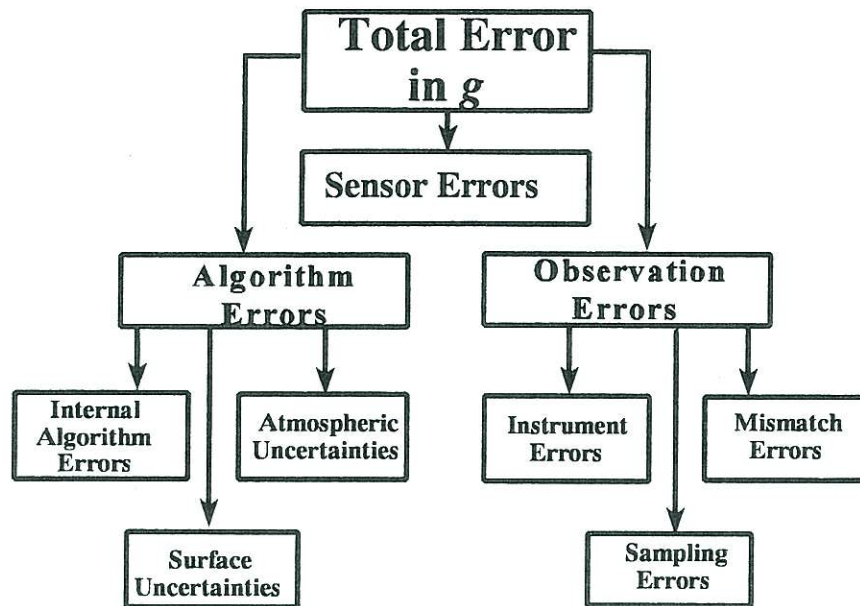 Total Error
in g
Sensor Errors
Algorithm
Errors
Observation
Errors
Internal
Algorithm
Errors
Atmospheric
Uncertainties
Instrument
Errors
Mismatch
Errors
Surface
Uncertainties
Sampling
Errors